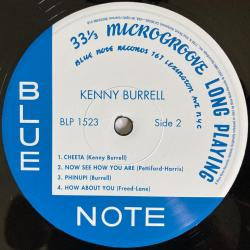 33⅓ MICROGROOVE LONG PLAYING
BLUE NOTE RECORDS 767 LEXINGTON AVE NYC
KENNY BURRELL
BLP 1523 Side 2
1. CHEETA (Kenny Burrell)
2. NOW SEE HOW YOU ARE (Pettiford-Harris)
3. PHINUPI (Burrell)
4. HOW ABOUT YOU (Freed-Lane)
BLUE
NOTE